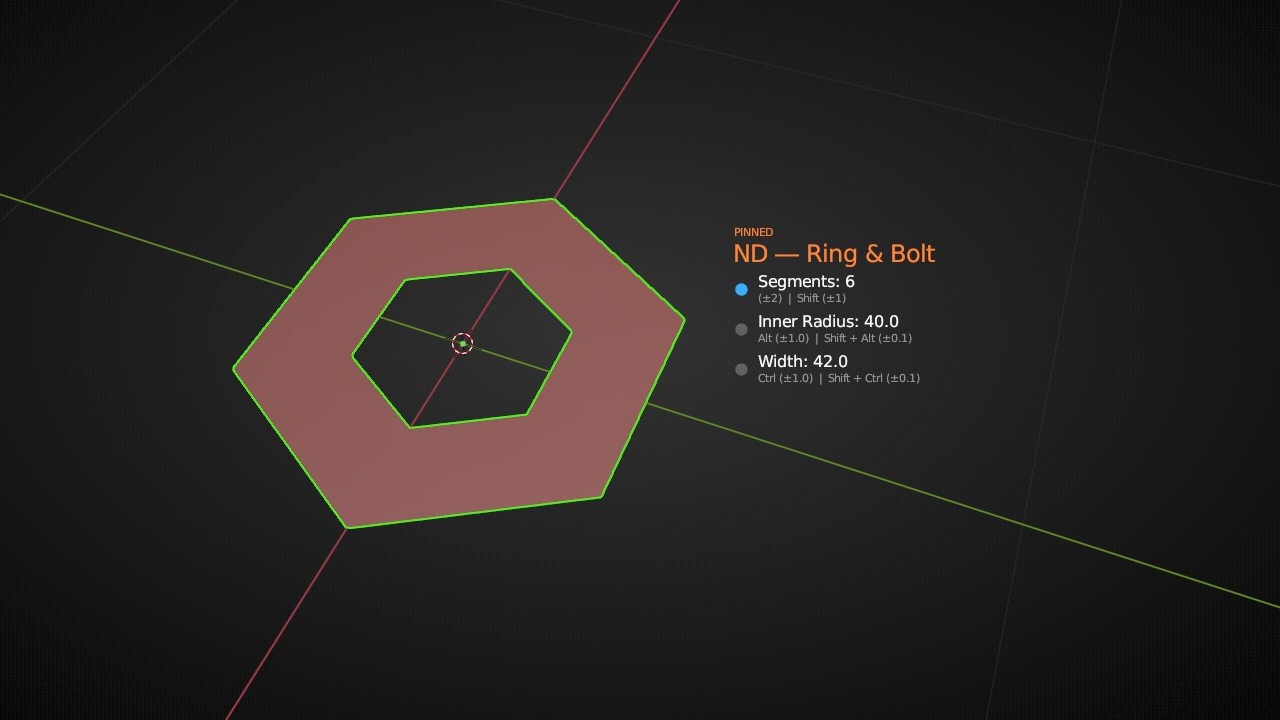 PINNED
ND — Ring & Bolt
Segments: 6
(±2) | Shift (±1)
Inner Radius: 40.0
Alt (±1.0) | Shift + Alt (±0.1)
Width: 42.0
Ctrl (±1.0) | Shift + Ctrl (±0.1)